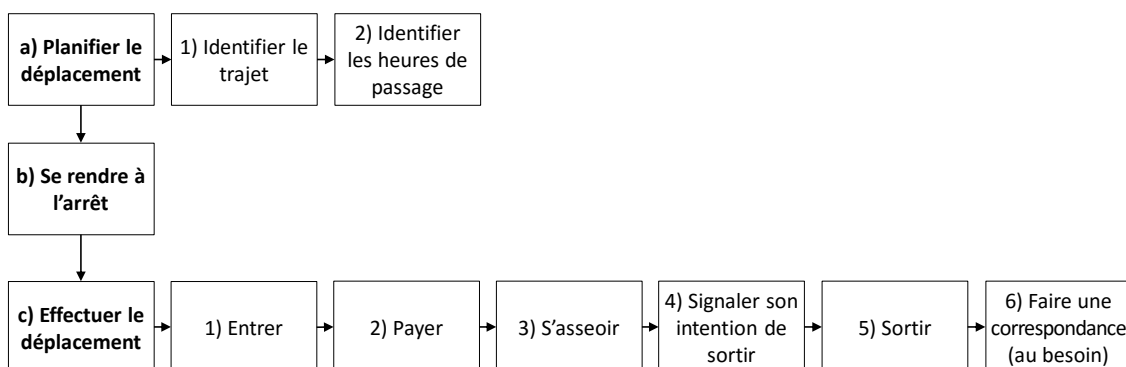 a) Planifier le
déplacement
1) Identifier le
trajet
2) Identifier
les heures de
passage
b) Se rendre à
l’arrêt
c) Effectuer le
déplacement
1) Entrer
2) Payer
3) S’asseoir
4) Signaler son
intention de
sortir
5) Sortir
6) Faire une
correspondance
(au besoin)